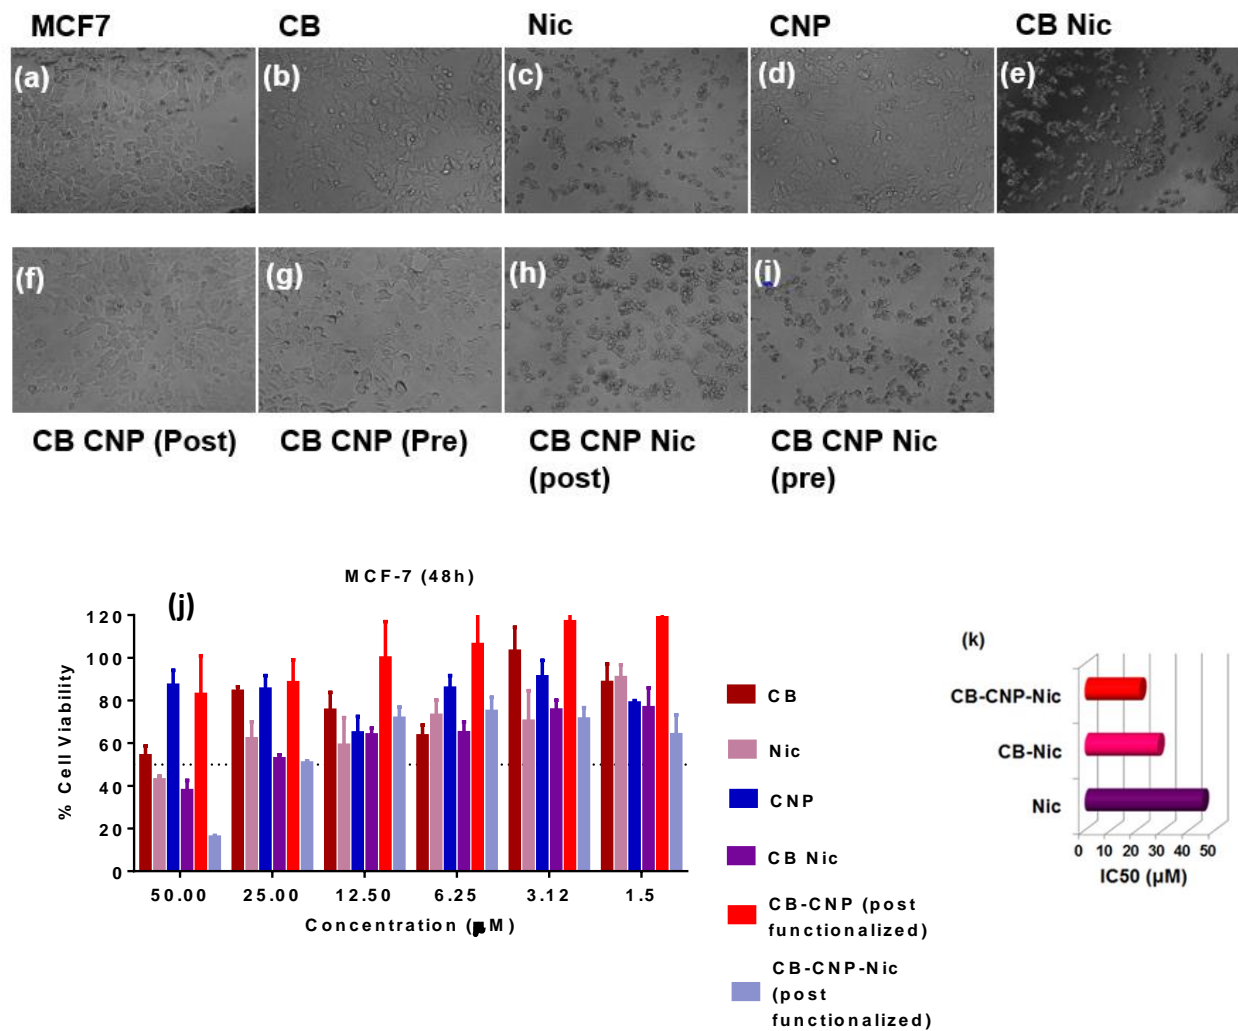 MCF7 CB Nic CNP CB Nic
(a) (b) (c) (d) (e)
(f) (g) (h) (i)
CB CNP (Post) CB CNP (Pre) CB CNP Nic CB CNP Nic
(post) (pre)
MCF-7 (48h)
(j)
120
100
80
60
40
20
0
% Cell Viability
50.00 25.00 12.50 6.25 3.12 1.5
Concentration (μM)
CB
Nic
CNP
CB Nic
CB-CNP (post
functionalized)
CB-CNP-Nic
(post
functionalized)
(k)
CB-CNP-Nic
CB-Nic
Nic
0 10 20 30 40 50
IC50 (µM)